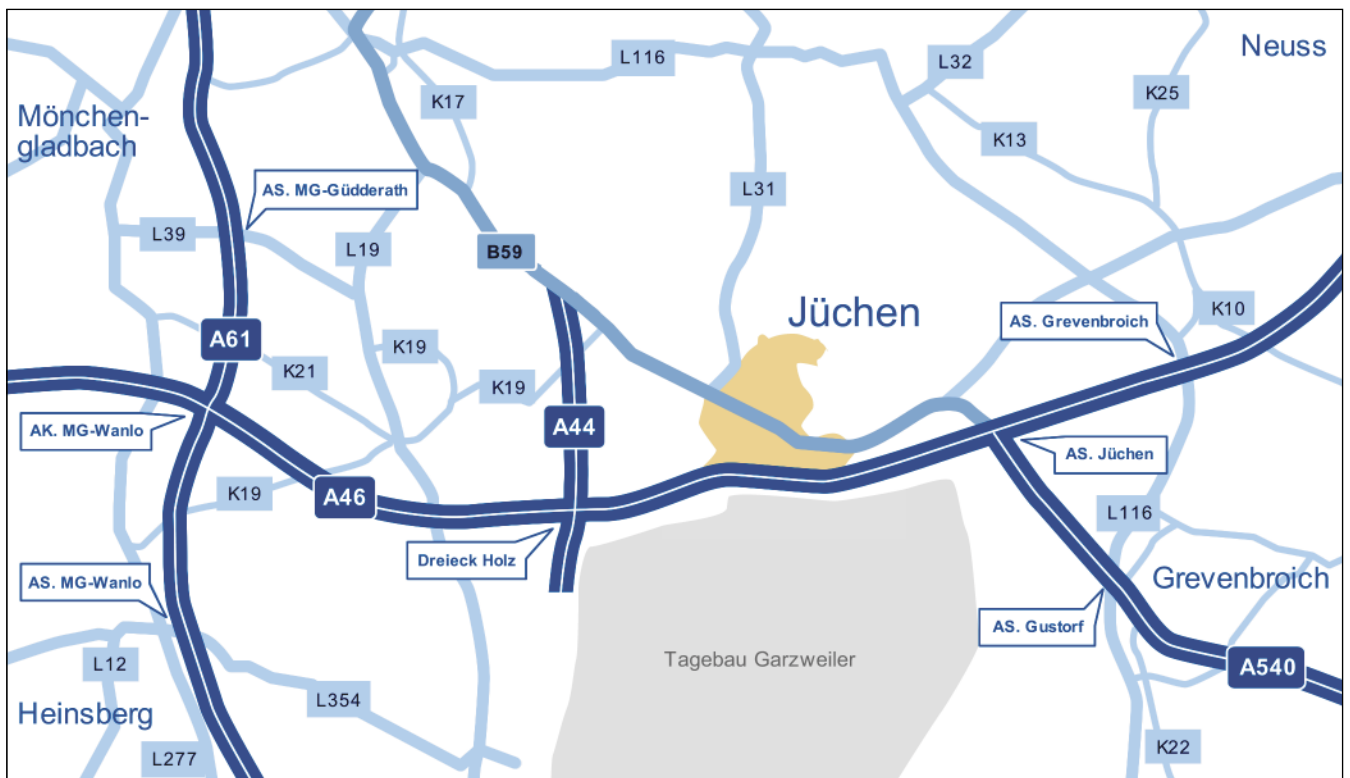 Neuss
L116
L32
K25
K17
Mönchen-
gladbach
K13
AS. MG-Güdderath
L31
L39
L19
B59
Jüchen
K10
AS. Grevenbroich
A61
K19
K21
K19
AK. MG-Wanlo
A44
AS. Jüchen
K19
A46
L116
Dreieck Holz
AS. MG-Wanlo
Grevenbroich
AS. Gustorf
Tagebau Garzweiler
L12
A540
L354
Heinsberg
K22
L277